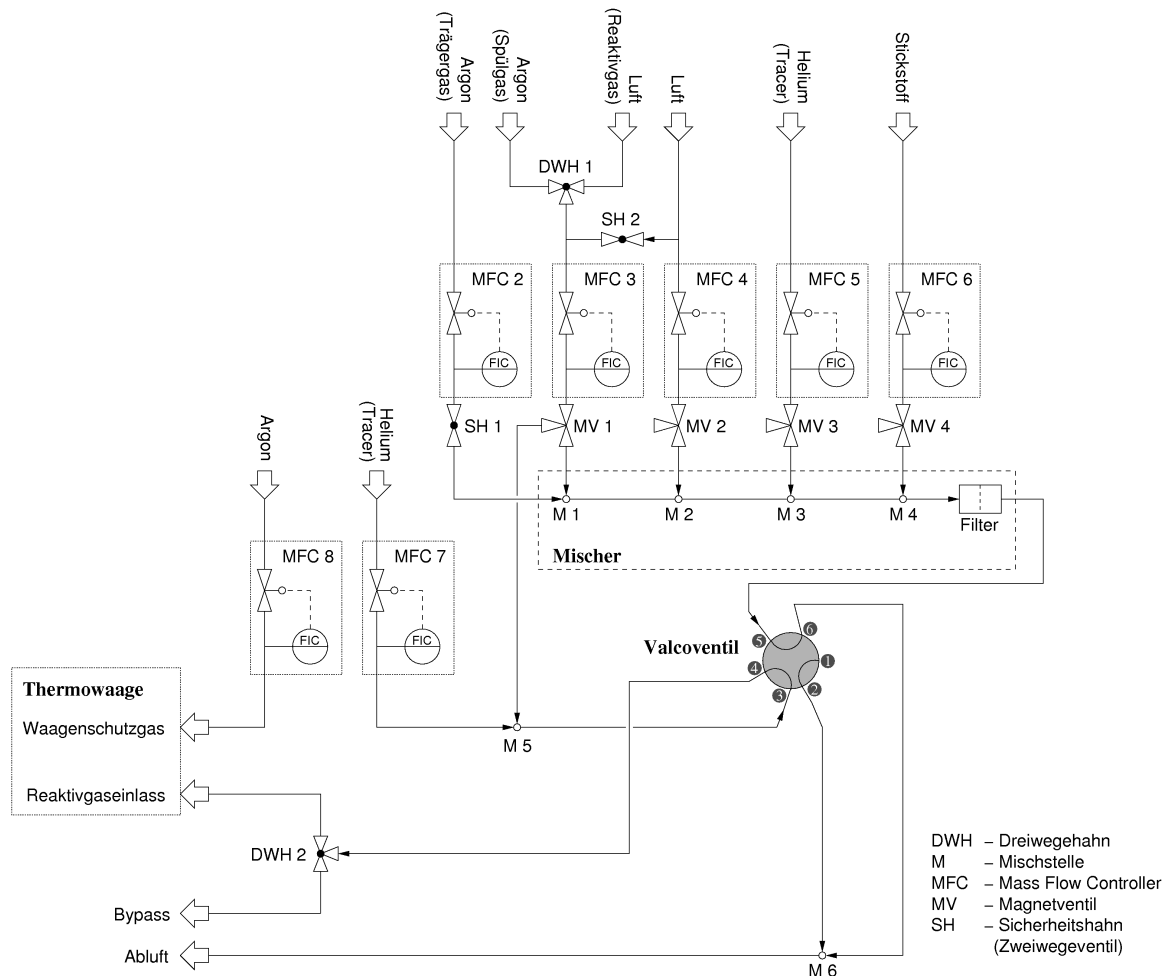 Argon
(Trägergas)
Argon
(Spülgas)
Luft
(Reaktivgas)
Luft
Helium
(Tracer)
Stickstoff
DWH 1
SH 2
MFC 2
MFC 3
MFC 4
MFC 5
MFC 6
FIC
FIC
FIC
FIC
FIC
SH 1
MV 1
MV 2
MV 3
MV 4
Argon
Helium
(Tracer)
M 1
M 2
M 3
M 4
Filter
Mischer
MFC 8
MFC 7
FIC
FIC
Valcoventil
5
6
4
1
3
2
Thermowaage
Waagenschutzgas
M 5
Reaktivgaseinlass
DWH 2
Bypass
Abluft
M 6
DWH – Dreiwegehahn
M – Mischstelle
MFC – Mass Flow Controller
MV – Magnetventil
SH – Sicherheitshahn
(Zweiwegeventil)